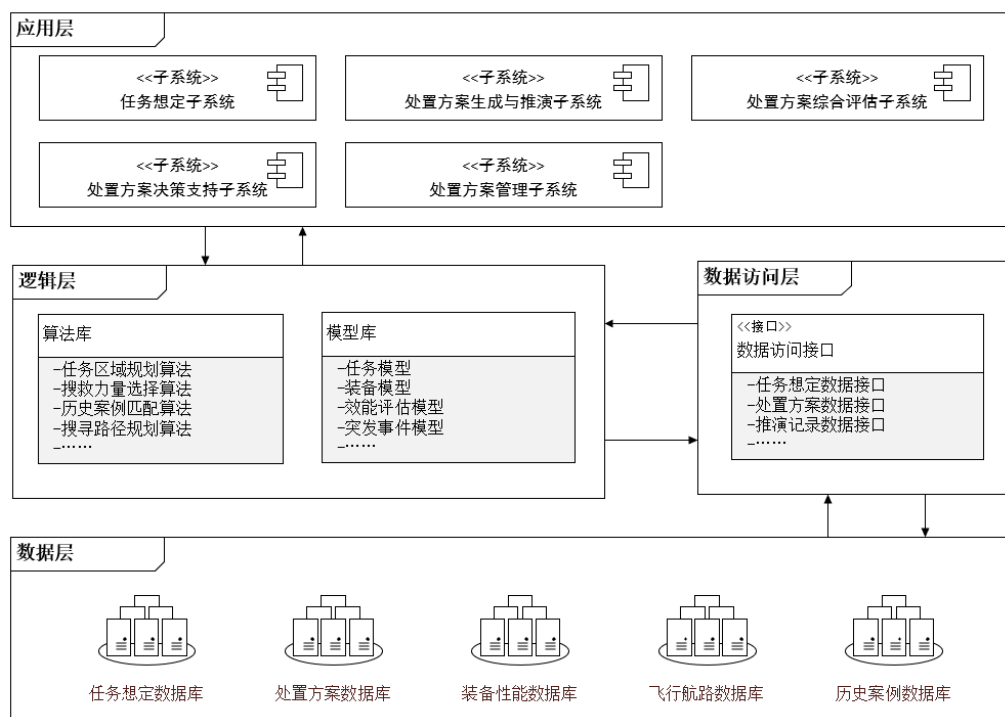 应用层
<<子系统>>
任务想定子系统
<<子系统>>
处置方案生成与推演子系统
<<子系统>>
处置方案综合评估子系统
<<子系统>>
处置方案决策支持子系统
<<子系统>>
处置方案管理子系统
逻辑层
算法库
-任务区域规划算法
-搜救力量选择算法
-历史案例匹配算法
-搜寻路径规划算法
-……
模型库
-任务模型
-装备模型
-效能评估模型
-突发事件模型
-……
数据访问层
<<接口>>
数据访问接口
-任务想定数据接口
-处置方案数据接口
-推演记录数据接口
-……
数据层
任务想定数据库
处置方案数据库
装备性能数据库
飞行航路数据库
历史案例数据库